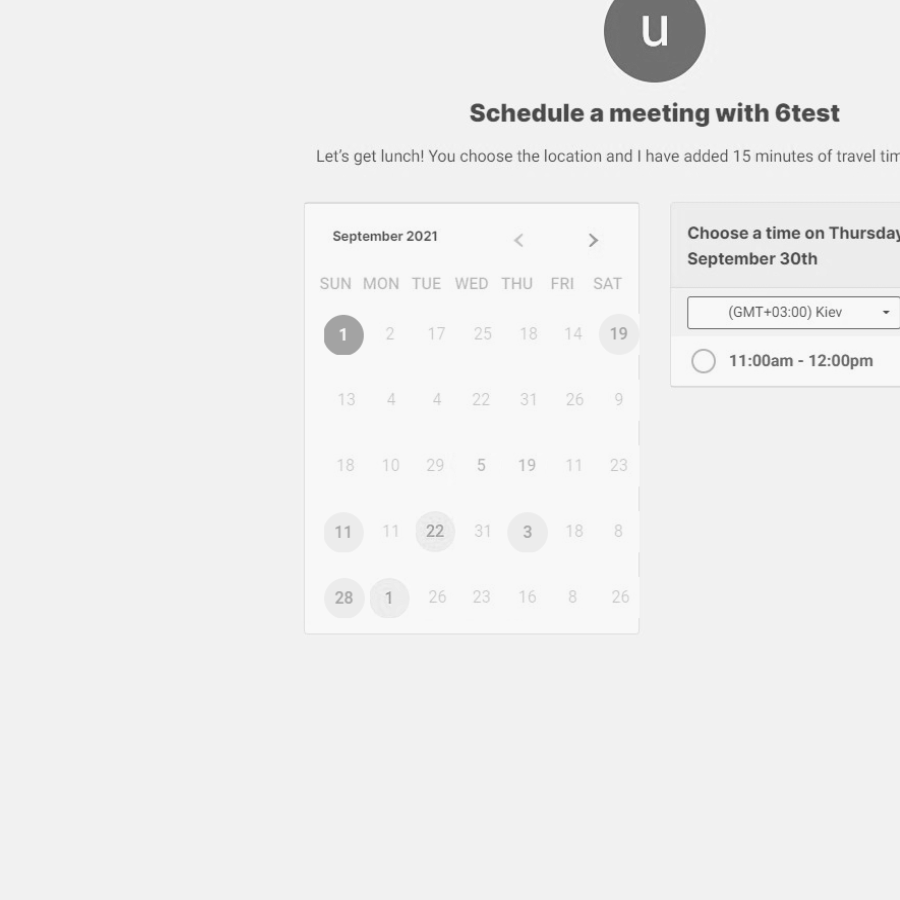 u
Schedule a meeting with 6test
Let's get lunch! You choose the location and I have added 15 minutes of travel
September 2021
SUN MON TUE WED THU FRI SAT
1 2 17 25 18 14 19
13 4 4 22 31 26 9
18 10 29 5 19 11 23
11 11 22 31 3 18 8
28 1 26 23 16 8 26
Choose a time on Thursday
September 30th
(GMT+03:00) Kiev
11:00am - 12:00pm